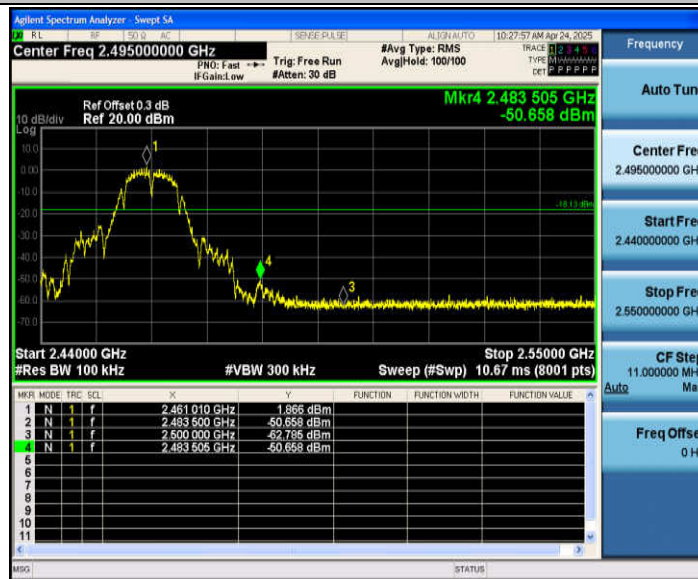 Agilent Spectrum Analyzer - Swept SA
RL RF 50 Ω AC SENSE:PULSE ALIGN AUTO 10:27:57 AM Apr 24, 2025
Center Freq 2.495000000 GHz
PNO: Fast
IFGain:Low
Trig: Free Run
#Atten: 30 dB
#Avg Type: RMS
Avg|Hold: 100/100
TRACE 1 2 3 4 5 6
TYPE M
DET P P P P P P
Ref Offset 0.3 dB
10 dB/div Ref 20.00 dBm
Log
Mkr4 2.483 505 GHz
-50.658 dBm
10.0
0.00
-10.0
-20.0
-30.0
-40.0
-50.0
-60.0
-70.0
1
4
3
-18.13 dBm
Start 2.44000 GHz Stop 2.55000 GHz
#Res BW 100 kHz #VBW 300 kHz Sweep (#Swp) 10.67 ms (8001 pts)
MKR MODE TRC SCL X Y FUNCTION FUNCTION WIDTH FUNCTION VALUE
1 N 1 f 2.461 010 GHz 1.866 dBm
2 N 1 f 2.483 500 GHz -50.658 dBm
3 N 1 f 2.500 000 GHz -62.785 dBm
4 N 1 f 2.483 505 GHz -50.658 dBm
5
6
7
8
9
10
11
MSG STATUS
Frequency
Auto Tun
Center Fre
2.495000000 GH
Start Fre
2.440000000 GH
Stop Fre
2.550000000 GH
CF Step
11.000000 MH
Auto Ma
Freq Offse
0 H